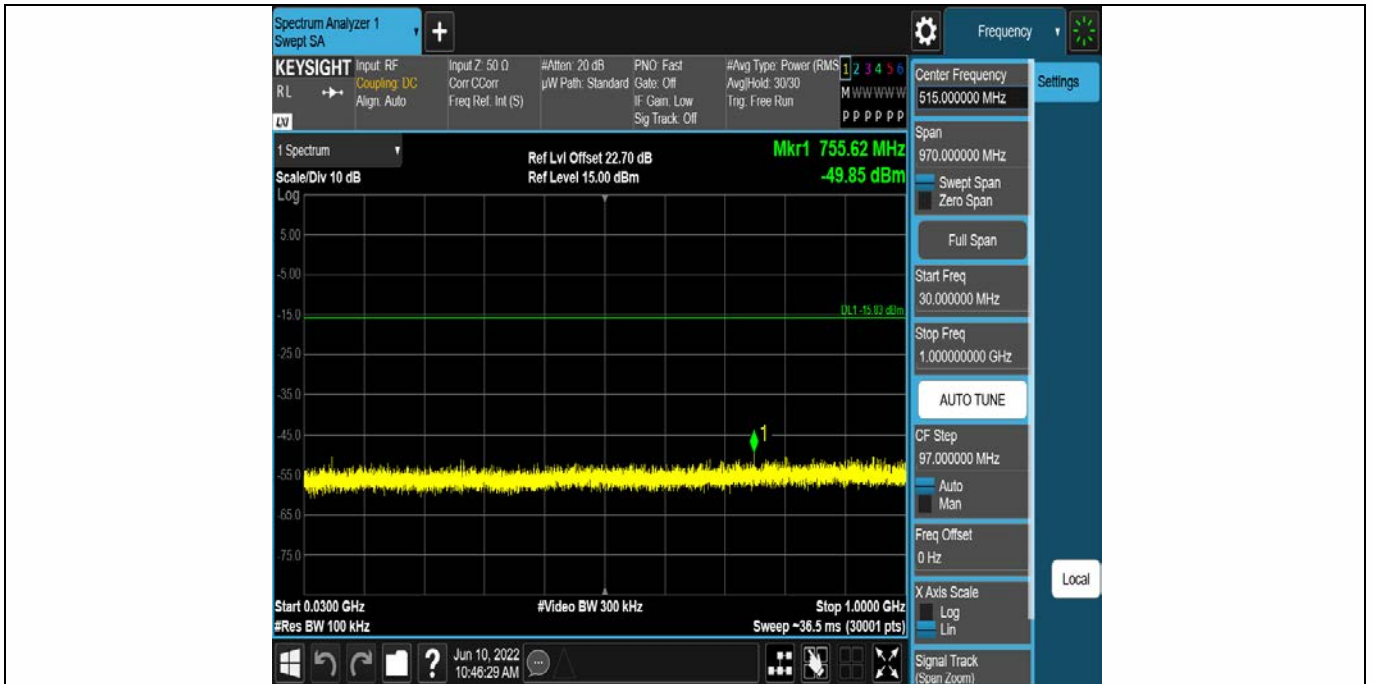 Spectrum Analyzer 1
Swept SA
+
Frequency
KEYSIGHT
RL
LXI
Input: RF
Coupling: DC
Align: Auto
Input Z: 50 Ω
Corr CCorr
Freq Ref: Int (S)
#Atten: 20 dB
µW Path: Standard
PNO: Fast
Gate: Off
IF Gain: Low
Sig Track: Off
#Avg Type: Power (RMS
Avg|Hold: 30/30
Trig: Free Run
1 2 3 4 5 6
M W W W W W
P P P P P P
1 Spectrum
Scale/Div 10 dB
Ref Lvl Offset 22.70 dB
Ref Level 15.00 dBm
Mkr1 755.62 MHz
-49.85 dBm
Log
5.00
-5.00
-15.0
DL1 -15.83 dBm
-25.0
-35.0
-45.0
1
-55.0
-65.0
-75.0
Start 0.0300 GHz
#Video BW 300 kHz
Stop 1.0000 GHz
#Res BW 100 kHz
Sweep ~36.5 ms (30001 pts)
?
Jun 10, 2022
10:46:29 AM
Center Frequency
515.000000 MHz
Settings
Span
970.000000 MHz
Swept Span
Zero Span
Full Span
Start Freq
30.000000 MHz
Stop Freq
1.000000000 GHz
AUTO TUNE
CF Step
97.000000 MHz
Auto
Man
Freq Offset
0 Hz
Local
X Axis Scale
Log
Lin
Signal Track
(Span Zoom)